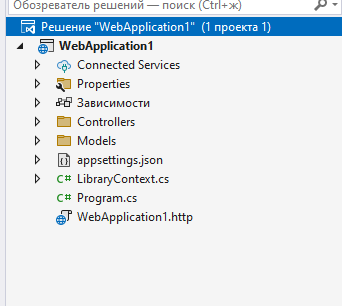 Обозреватель решений — поиск (Ctrl+ж)
Решение "WebApplication1" (1 проекта 1)
WebApplication1
Connected Services
Properties
Зависимости
Controllers
Models
appsettings.json
C# LibraryContext.cs
C# Program.cs
WebApplication1.http